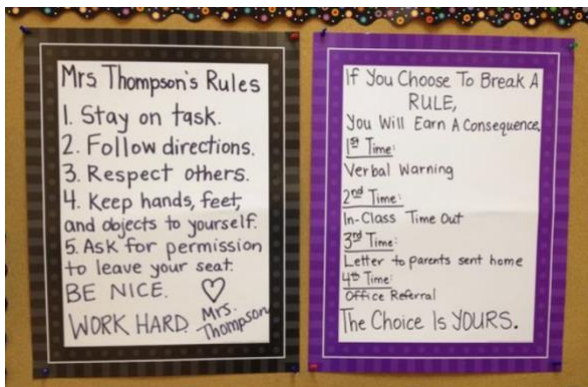 Mrs Thompson's Rules
1. Stay on task.
2. Follow directions.
3. Respect others.
4. Keep hands, feet,
and objects to yourself.
5. Ask for permission
to leave your seat.
BE NICE. ♡
WORK HARD. Mrs.
Thompson
If You Choose To Break A
RULE,
You Will Earn A Consequence.
1st Time:
Verbal Warning
2nd Time:
In-Class Time Out
3rd Time:
Letter to parents sent home
4th Time:
Office Referral
The Choice Is YOURS.